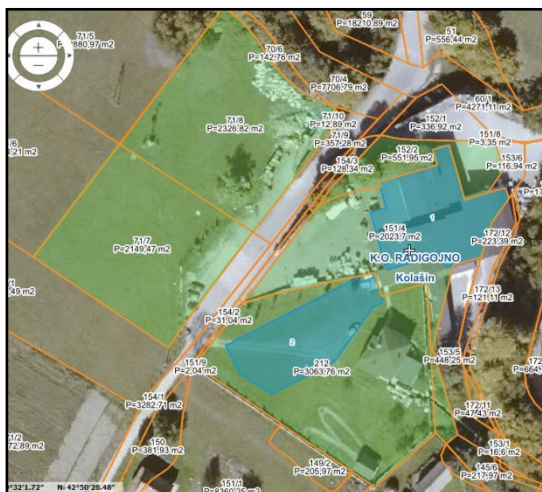 71/5
7880,97 m2
59
P=18210,89 m2
51
P=556,44 m2
70/6
P=142,76 m2
70/4
P=7706,79 m2
60/1
P=4271,11 m2
71/8
P=2326,82 m2
71/10
P=12,89 m2
71/9
P=357,28 m2
152/1
P=336,92 m2
151/8
P=3,35 m2
152/2
P=551,95 m2
153/6
P=116,94 m2
154/3
P=128,34 m2
1
151/4
P=2023,7 m2
K.O. RADIGOJNO
Kolašin
172/12
P=223,39 m2
71/7
P=2149,47 m2
172/13
P=121,11 m2
154/2
P=31,04 m2
2
212
P=3063,76 m2
153/5
P=448,25 m2
151/9
P=2,04 m2
154/1
P=3282,71 m2
172/11
P=47,43 m2
150
P=381,93 m2
149/2
P=205,97 m2
153/1
P=16,6 m2
145/6
P=217,97 m2
151/1
N: 42°50'28.48"